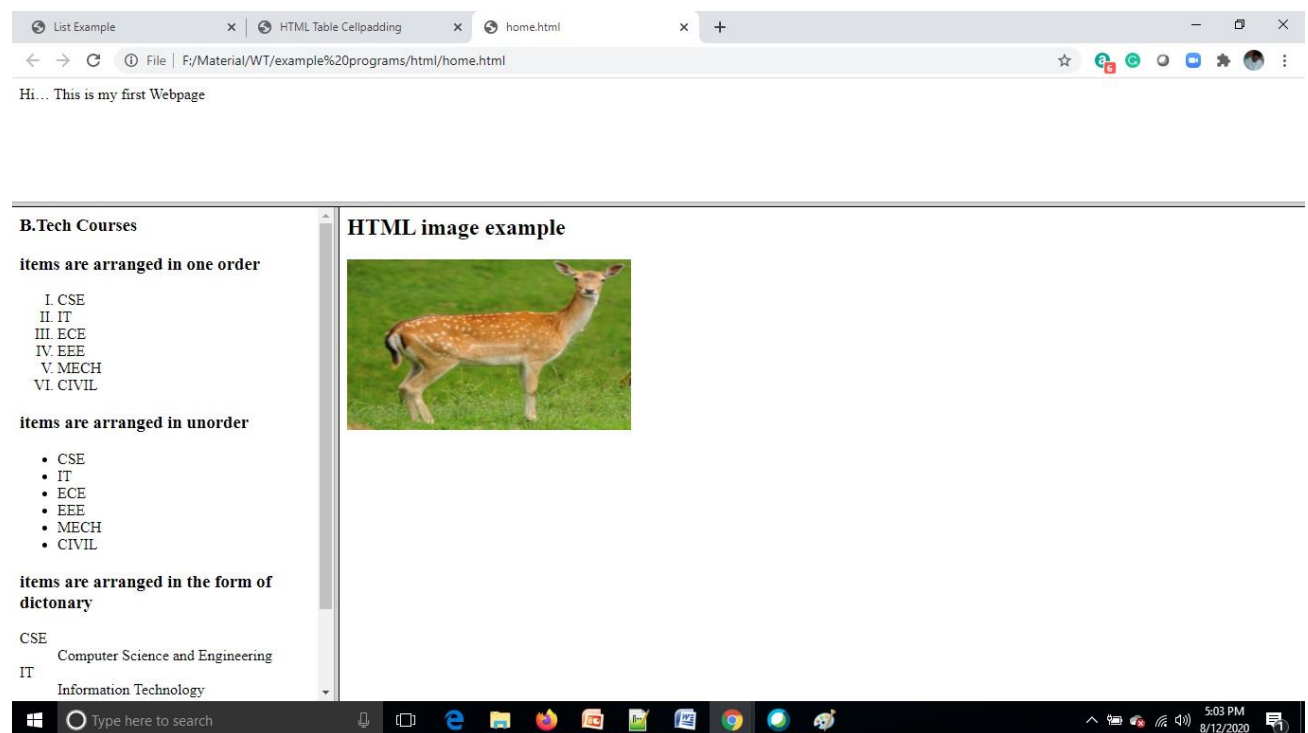 List Example
HTML Table Cellpadding
home.html
File F:/Material/WT/example%20programs/html/home.html
6
Hi... This is my first Webpage
B.Tech Courses
items are arranged in one order
I. CSE
II. IT
III. ECE
IV. EEE
V. MECH
VI. CIVIL
items are arranged in unorder
• CSE
• IT
• ECE
• EEE
• MECH
• CIVIL
items are arranged in the form of
dictonary
CSE
Computer Science and Engineering
IT
Information Technology
HTML image example
Type here to search
5:03 PM
8/12/2020
1